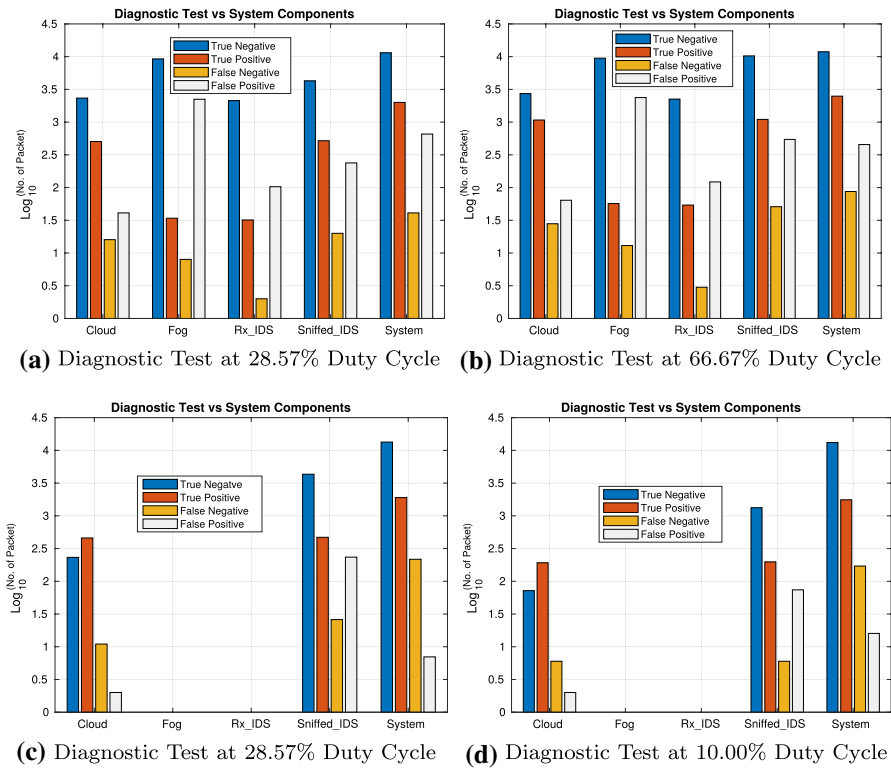 Diagnostic Test vs System Components
4.5
4
3.5
3
2.5
2
1.5
1
0.5
0
Log 10 (No. of Packet)
True Negative
True Positive
False Negative
False Positive
Cloud Fog Rx_IDS Sniffed_IDS System
(a) Diagnostic Test at 28.57% Duty Cycle
Diagnostic Test vs System Components
4.5
4
3.5
3
2.5
2
1.5
1
0.5
0
Log 10 (No. of Packet)
True Negative
True Positive
False Negative
False Positive
Cloud Fog Rx_IDS Sniffed_IDS System
(b) Diagnostic Test at 66.67% Duty Cycle
Diagnostic Test vs System Components
4.5
4
3.5
3
2.5
2
1.5
1
0.5
0
Log 10 (No. of Packet)
True Negatve
True Positive
False Negative
False Positive
Cloud Fog Rx_IDS Sniffed_IDS System
(c) Diagnostic Test at 28.57% Duty Cycle
Diagnostic Test vs System Components
4.5
4
3.5
3
2.5
2
1.5
1
0.5
0
Log 10 (No. of Packet)
True Negative
True Positive
False Negative
False Positive
Cloud Fog Rx_IDS Sniffed_IDS System
(d) Diagnostic Test at 10.00% Duty Cycle